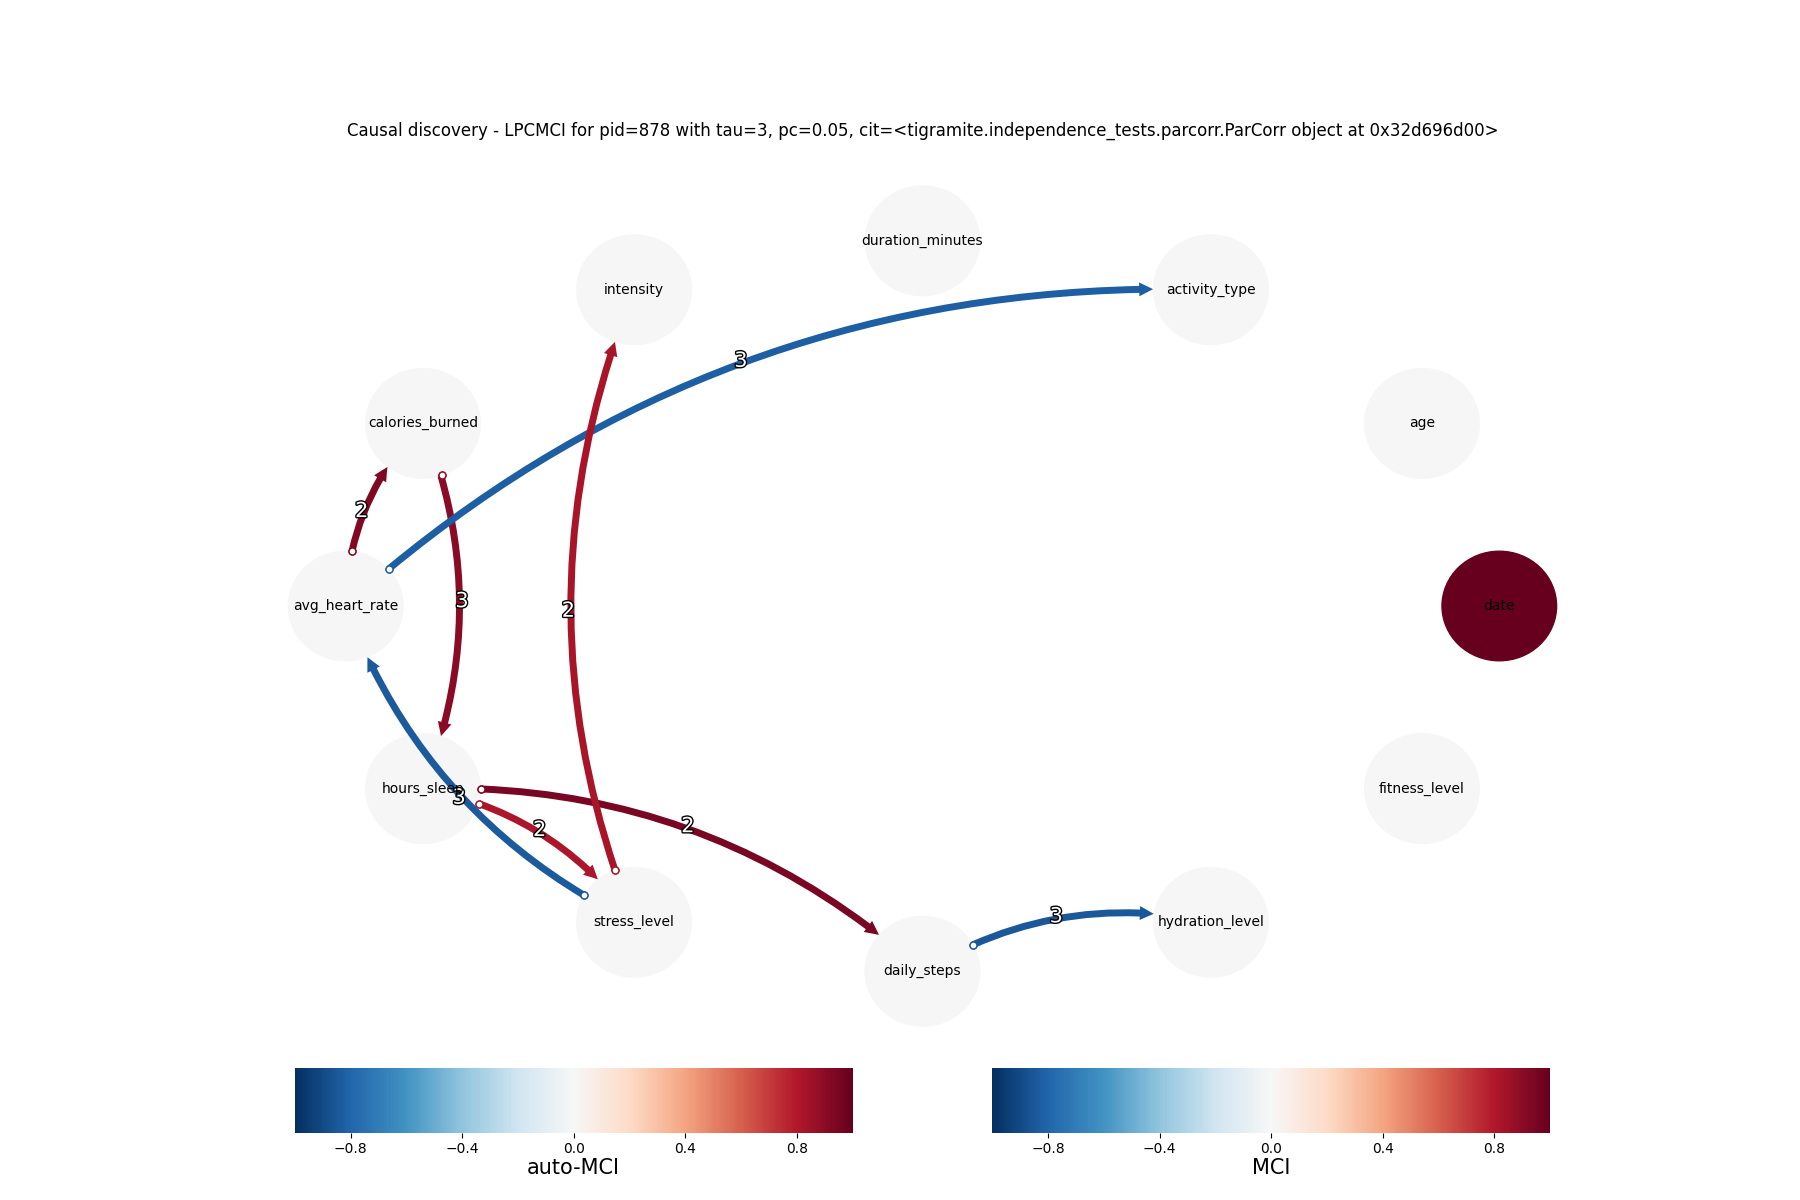 Causal discovery - LPCMCI for pid=878 with tau=3, pc=0.05, cit=<tigramite.independence_tests.parcorr.ParCorr object at 0x32d696d00>
duration_minutes
intensity
activity_type
3
calories_burned
age
2
3
avg_heart_rate
2
date
hours_sleep
3
2
2
fitness_level
stress_level
3
hydration_level
daily_steps
−0.8 −0.4 0.0 0.4 0.8
auto-MCI
−0.8 −0.4 0.0 0.4 0.8
MCI